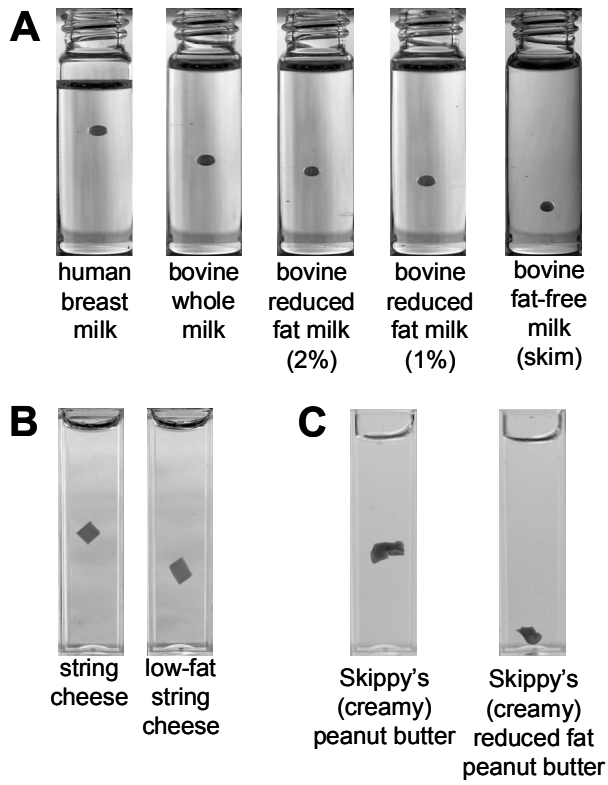 A
human
breast
milk
bovine
whole
milk
bovine
reduced
fat milk
(2%)
bovine
reduced
fat milk
(1%)
bovine
fat-free
milk
(skim)
B
string
cheese
low-fat
string
cheese
C
Skippy’s
(creamy)
peanut butter
Skippy’s
(creamy)
reduced fat
peanut butter